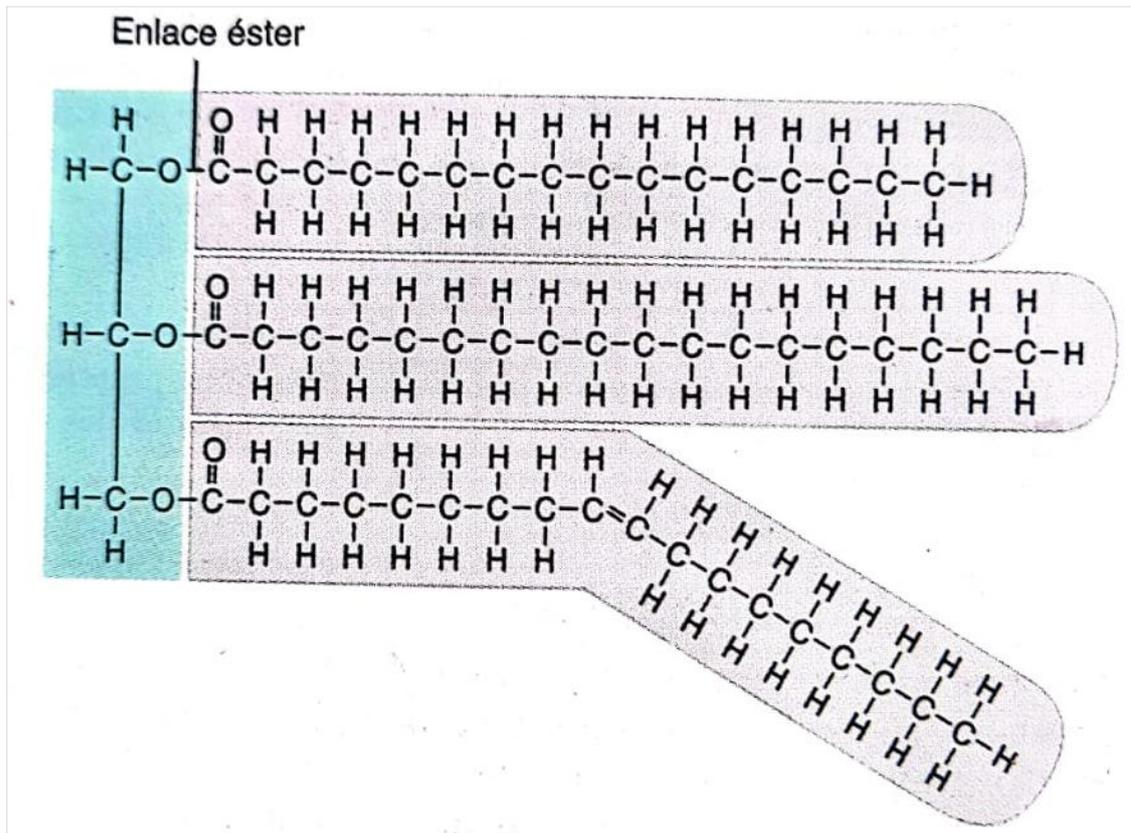 Enlace éster
H O H H H H H H H H H H H H H H H
H-C-O-C-C-C-C-C-C-C-C-C-C-C-C-C-C-C-C-H
H H H H H H H H H H H H H H H
O H H H H H H H H H H H H H H H H H
H-C-O-C-C-C-C-C-C-C-C-C-C-C-C-C-C-C-C-C-C-H
H H H H H H H H H H H H H H H H H
O H H H H H H H H H H H H H H H H H
H-C-O-C-C-C-C-C-C-C-C-C=C-C-C-C-C-C-C-C-C-H
H H H H H H H H H H H H H H H H